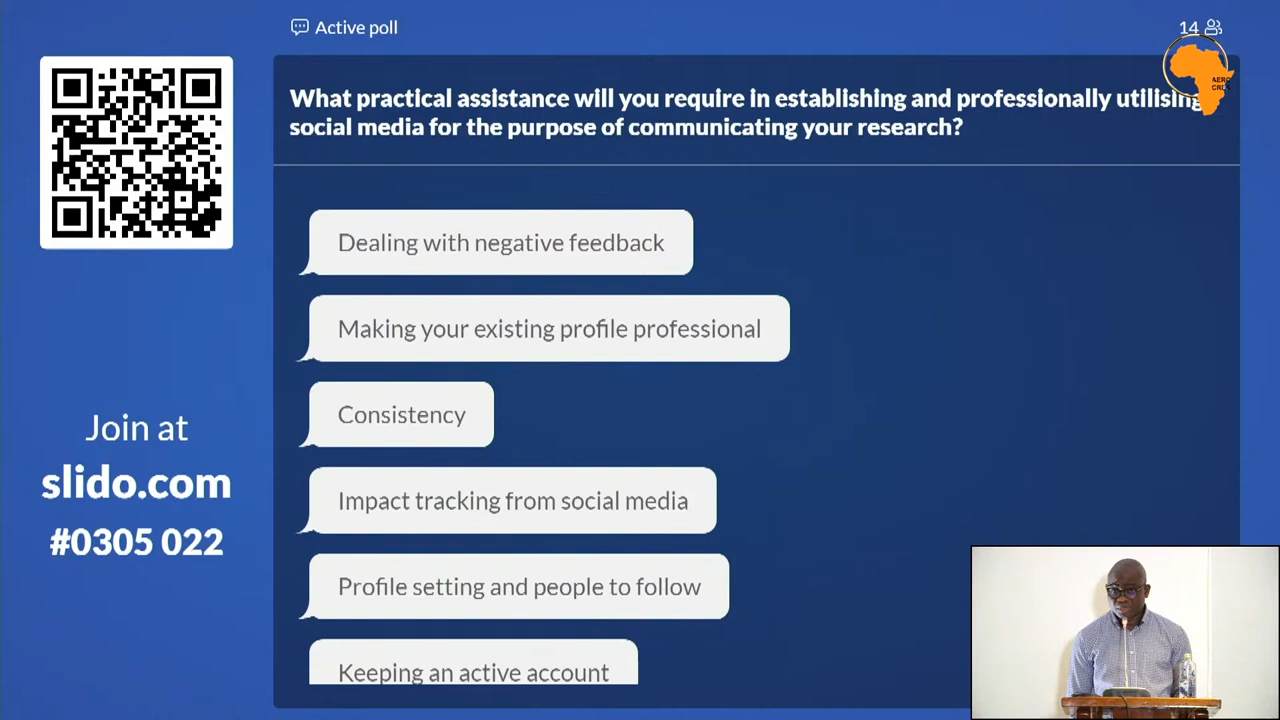 Active poll
14
AERC
CRES
What practical assistance will you require in establishing and professionally utilising
social media for the purpose of communicating your research?
Dealing with negative feedback
Making your existing profile professional
Consistency
Impact tracking from social media
Profile setting and people to follow
Keeping an active account
Join at
slido.com
#0305 022